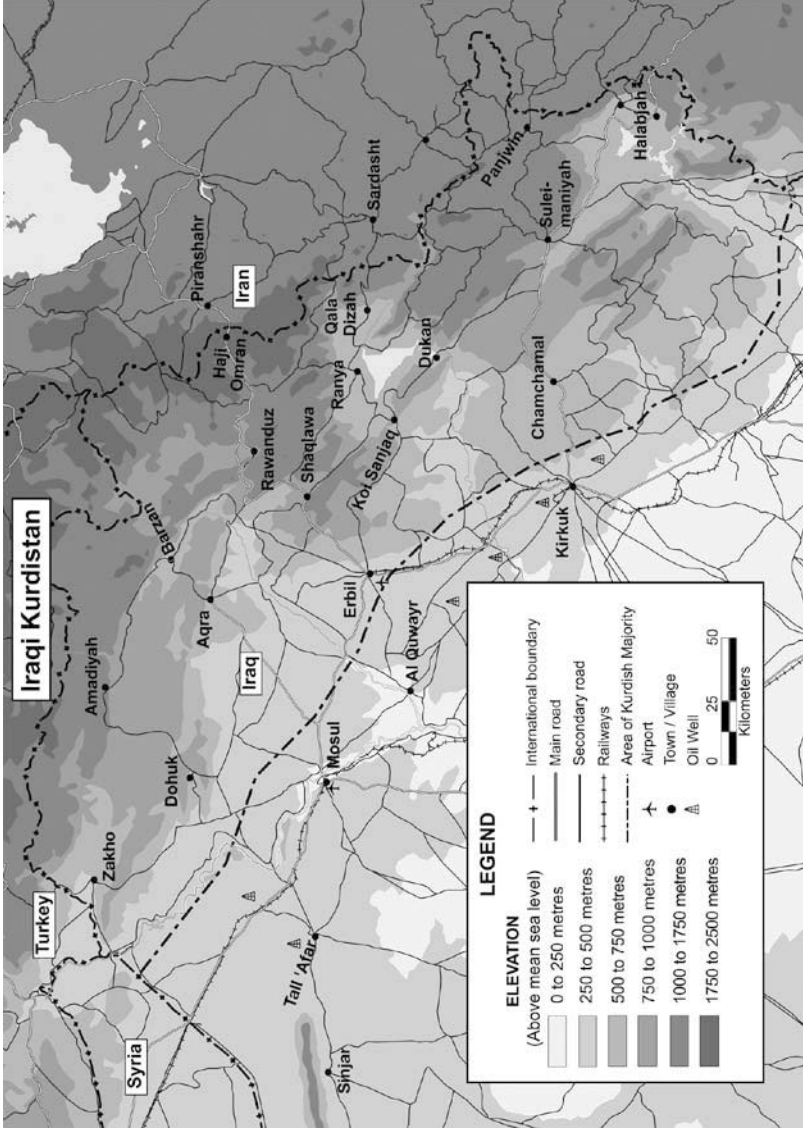 Iraqi Kurdistan
Turkey
Syria
Iraq
Iran
Zakho
Amadiyah
Dohuk
Barzan
Aqra
Rawanduz
Haji
Omran
Piranshahr
Sardasht
Shaqlawa
Ranya
Qala
Dizah
Koi Sanjaq
Dukan
Erbil
Mosul
Al Quwayr
Tall 'Afar
Sinjar
Kirkuk
Chamchamal
Sulei-
maniyah
Panjwin
Halabjah
LEGEND
ELEVATION
(Above mean sea level)
0 to 250 metres
250 to 500 metres
500 to 750 metres
750 to 1000 metres
1000 to 1750 metres
1750 to 2500 metres
International boundary
Main road
Secondary road
Railways
Area of Kurdish Majority
Airport
Town / Village
Oil Well
0 25 50
Kilometers